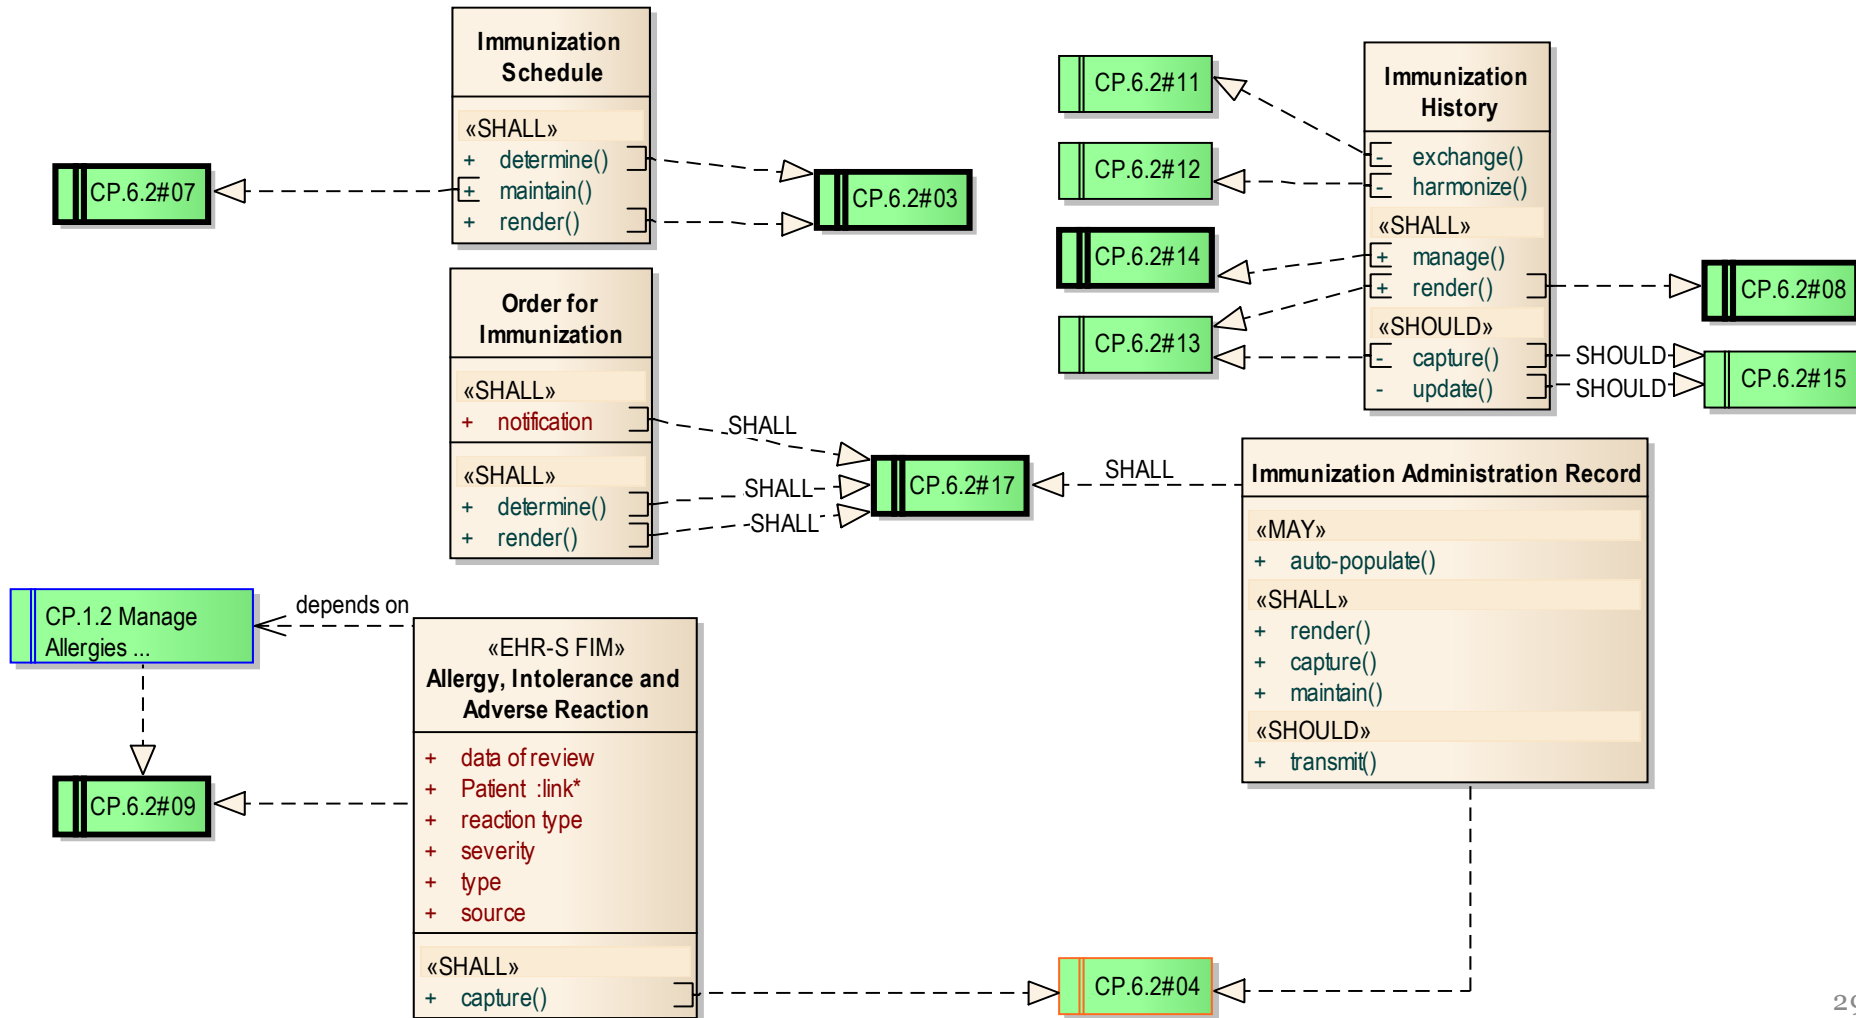 Immunization
Schedule
«SHALL»
+ determine()
+ maintain()
+ render()
CP.6.2#07
CP.6.2#03
Immunization
History
- exchange()
- harmonize()
«SHALL»
+ manage()
+ render()
«SHOULD»
- capture()
- update()
CP.6.2#11
CP.6.2#12
CP.6.2#14
CP.6.2#13
CP.6.2#08
SHOULD
SHOULD
CP.6.2#15
Order for
Immunization
«SHALL»
+ notification
«SHALL»
+ determine()
+ render()
SHALL
SHALL
SHALL
CP.6.2#17
SHALL
Immunization Administration Record
«MAY»
+ auto-populate()
«SHALL»
+ render()
+ capture()
+ maintain()
«SHOULD»
+ transmit()
CP.1.2 Manage
Allergies ...
depends on
CP.6.2#09
«EHR-S FIM»
Allergy, Intolerance and
Adverse Reaction
+ data of review
+ Patient :link*
+ reaction type
+ severity
+ type
+ source
«SHALL»
+ capture()
CP.6.2#04
29